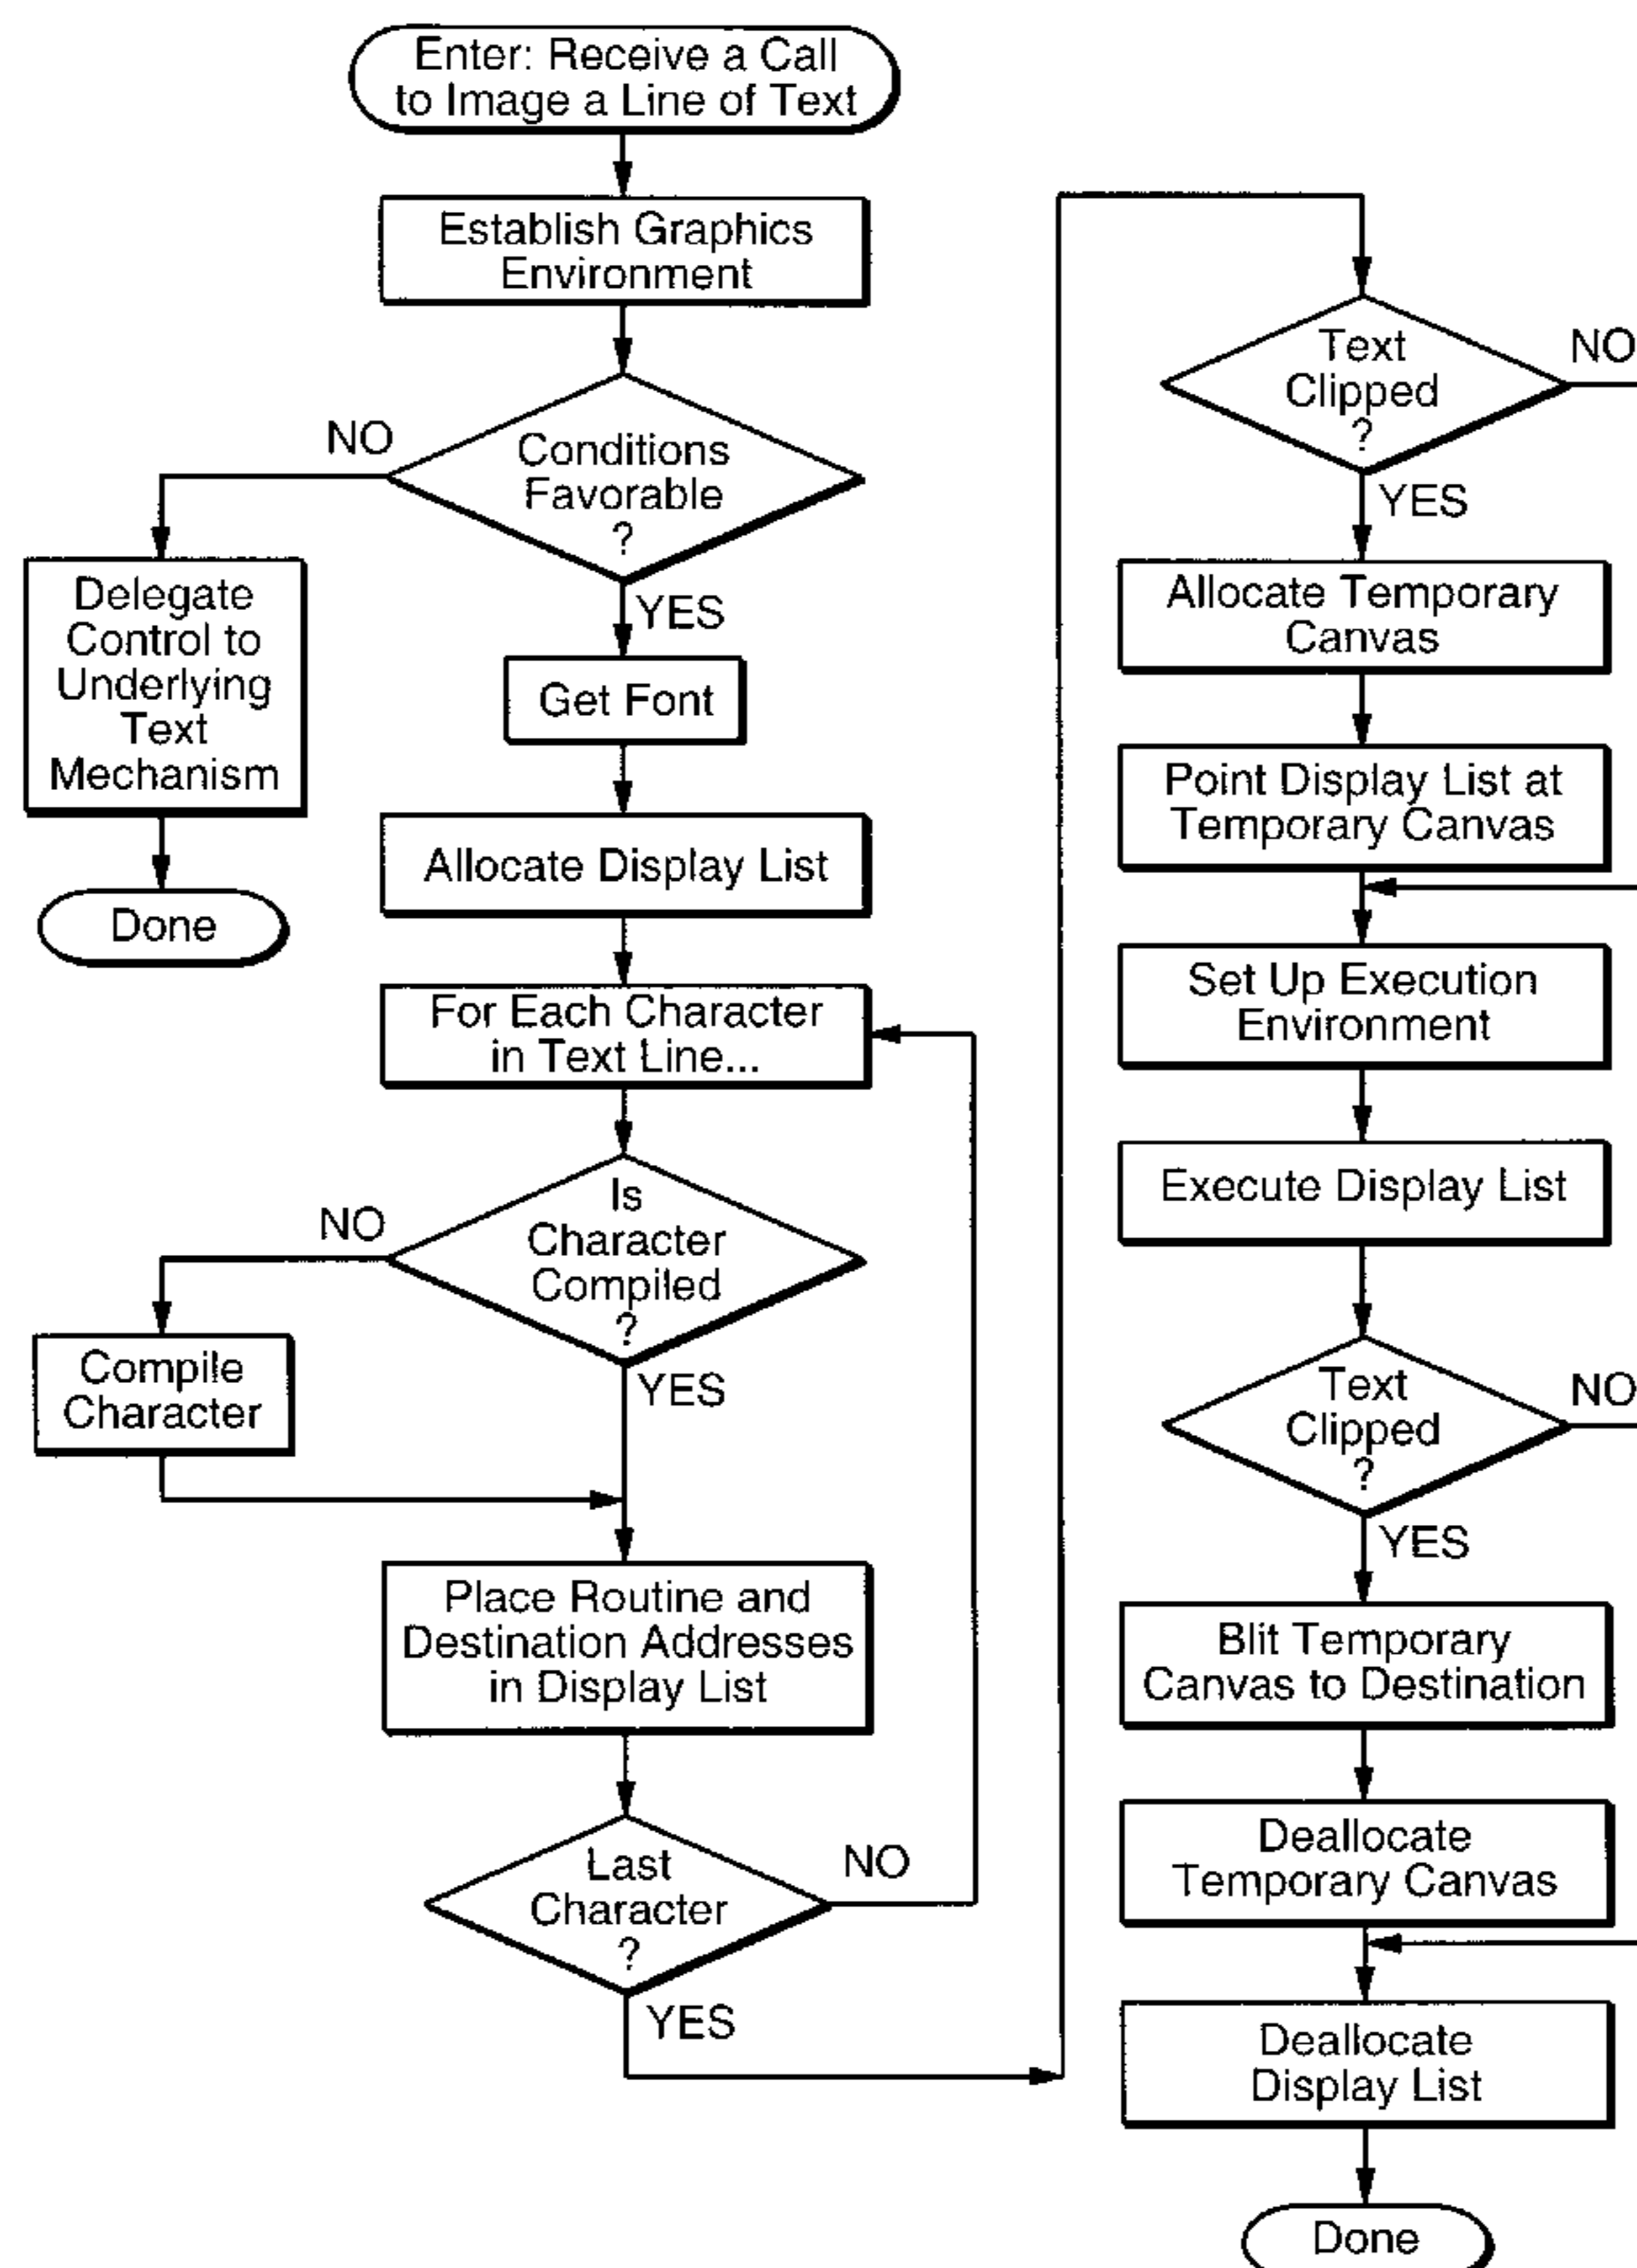 Enter: Receive a Call
to Image a Line of Text
Establish Graphics
Environment
NO
Conditions
Favorable
?
YES
Delegate
Control to
Underlying
Text
Mechanism
Done
Get Font
Allocate Display List
For Each Character
in Text Line...
NO
Is
Character
Compiled
?
YES
Compile
Character
Place Routine and
Destination Addresses
in Display List
Last
Character
?
NO
YES
Text
Clipped
?
NO
YES
Allocate Temporary
Canvas
Point Display List at
Temporary Canvas
Set Up Execution
Environment
Execute Display List
Text
Clipped
?
NO
YES
Blit Temporary
Canvas to Destination
Deallocate
Temporary Canvas
Deallocate
Display List
Done